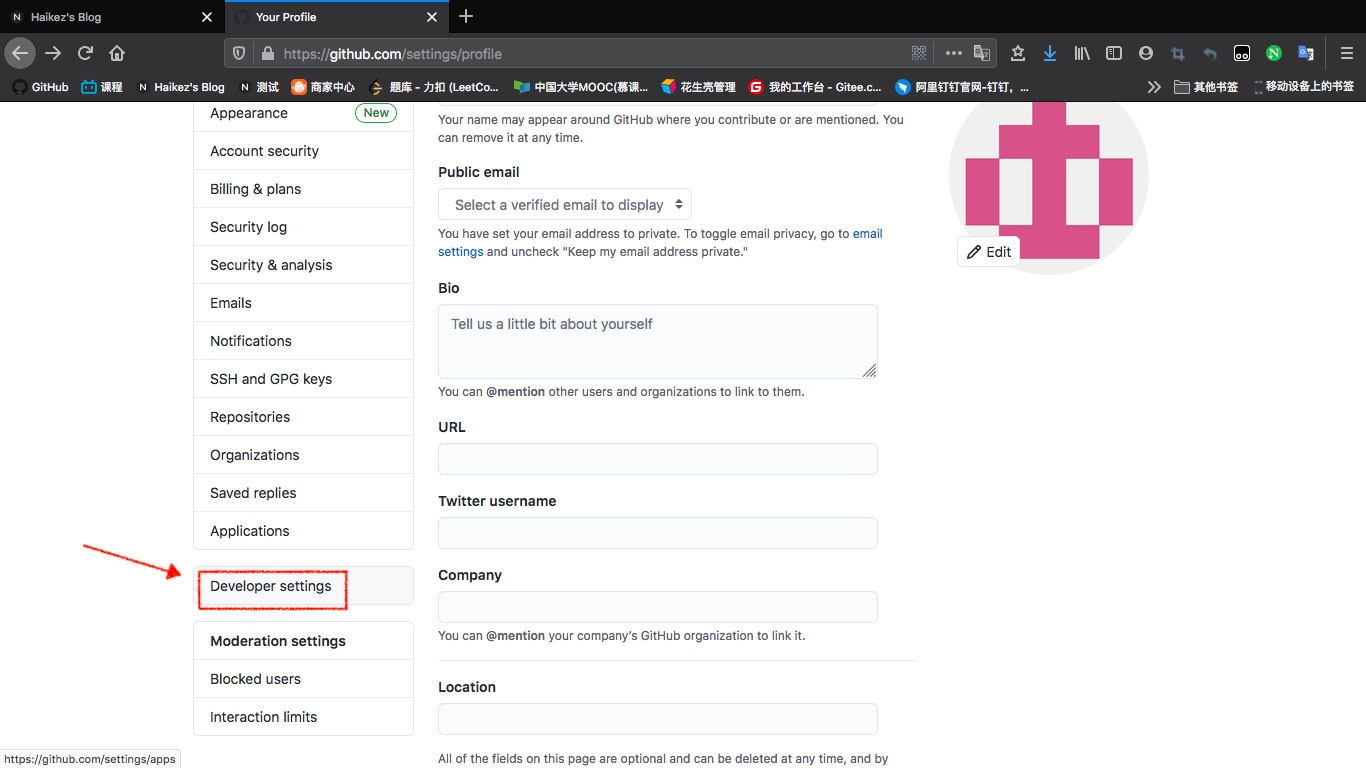 Haikez's Blog
Your Profile
https://github.com/settings/profile
GitHub
课程
Haikez's Blog
测试
商家中心
题库 - 力扣 (LeetCo...
中国大学MOOC(慕课...
花生壳管理
我的工作台 - Gitee.c...
阿里钉钉官网-钉钉，...
其他书签
移动设备上的书签
Appearance
New
Account security
Billing & plans
Security log
Security & analysis
Emails
Notifications
SSH and GPG keys
Repositories
Organizations
Saved replies
Applications
Developer settings
Moderation settings
Blocked users
Interaction limits
Your name may appear around GitHub where you contribute or are mentioned. You
can remove it at any time.
Public email
Select a verified email to display
You have set your email address to private. To toggle email privacy, go to email
settings and uncheck "Keep my email address private."
Bio
Tell us a little bit about yourself
You can @mention other users and organizations to link to them.
URL
Twitter username
Company
You can @mention your company’s GitHub organization to link it.
Location
All of the fields on this page are optional and can be deleted at any time, and by
Edit
https://github.com/settings/apps